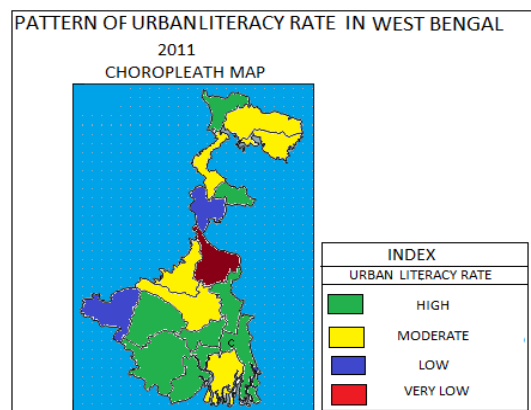 PATTERN OF URBANLITERACY RATE IN WEST BENGAL
2011
CHOROPLEATH MAP
C
INDEX
URBAN LITERACY RATE
HIGH
MODERATE
LOW
VERY LOW